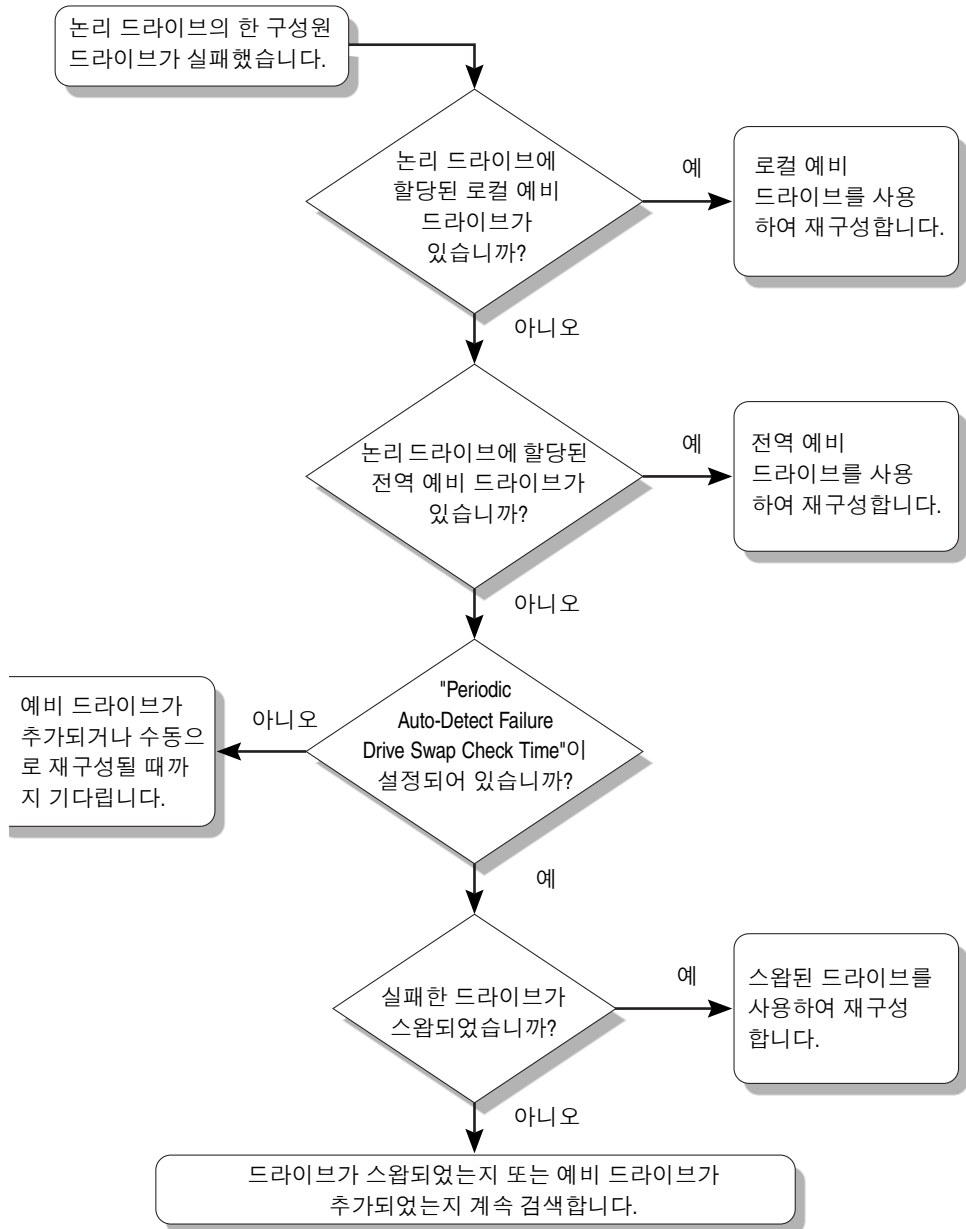 논리 드라이브의 한 구성원
드라이브가 실패했습니다.
논리 드라이브에
할당된 로컬 예비
드라이브가
있습니까?
예
로컬 예비
드라이브를 사용
하여 재구성합니다.
아니오
논리 드라이브에 할당된
전역 예비 드라이브가
있습니까?
예
전역 예비
드라이브를 사용
하여 재구성합니다.
아니오
"Periodic
Auto-Detect Failure
Drive Swap Check Time"이
설정되어 있습니까?
아니오
예비 드라이브가
추가되거나 수동으
로 재구성될 때까
지 기다립니다.
예
실패한 드라이브가
스왑되었습니까?
예
스왑된 드라이브를
사용하여 재구성
합니다.
아니오
드라이브가 스왑되었는지 또는 예비 드라이브가
추가되었는지 계속 검색합니다.